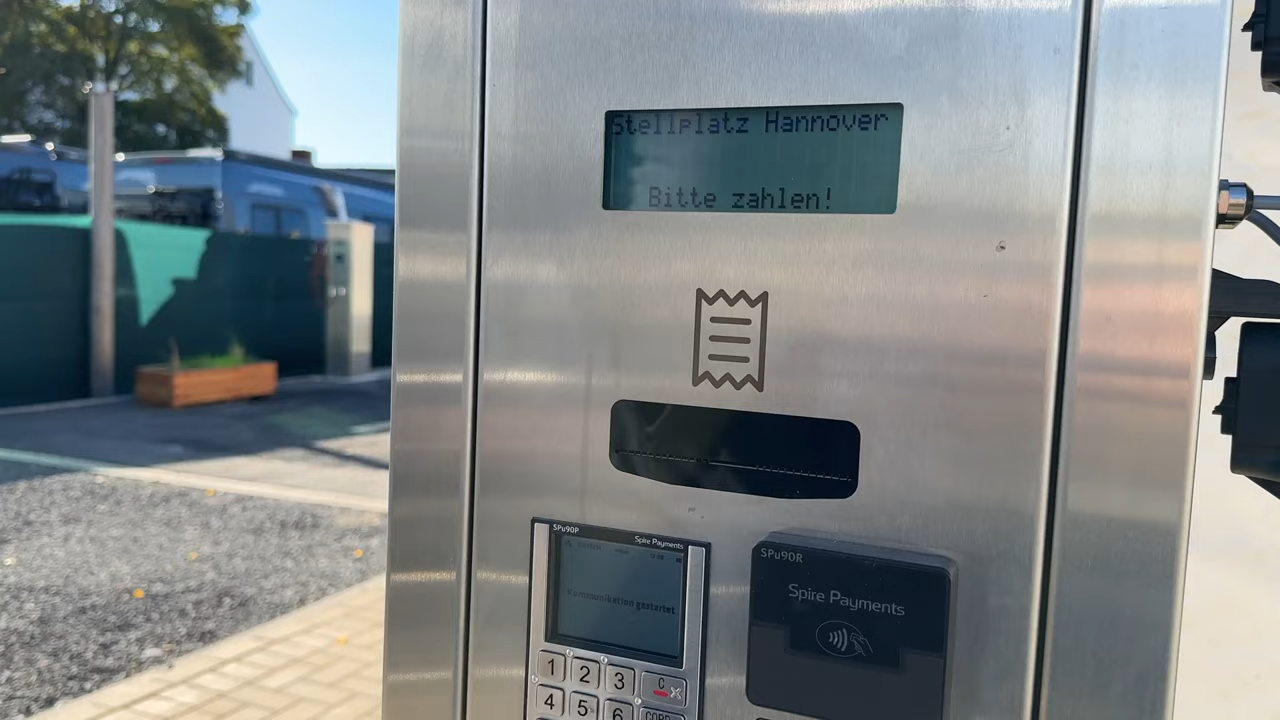 Stellplatz Hannover
Bitte zahlen!
SPu90P
Spire Payments
Kommunikation gestartet
SPu90R
Spire Payments
1 2 3 C
4 5 6 CORR